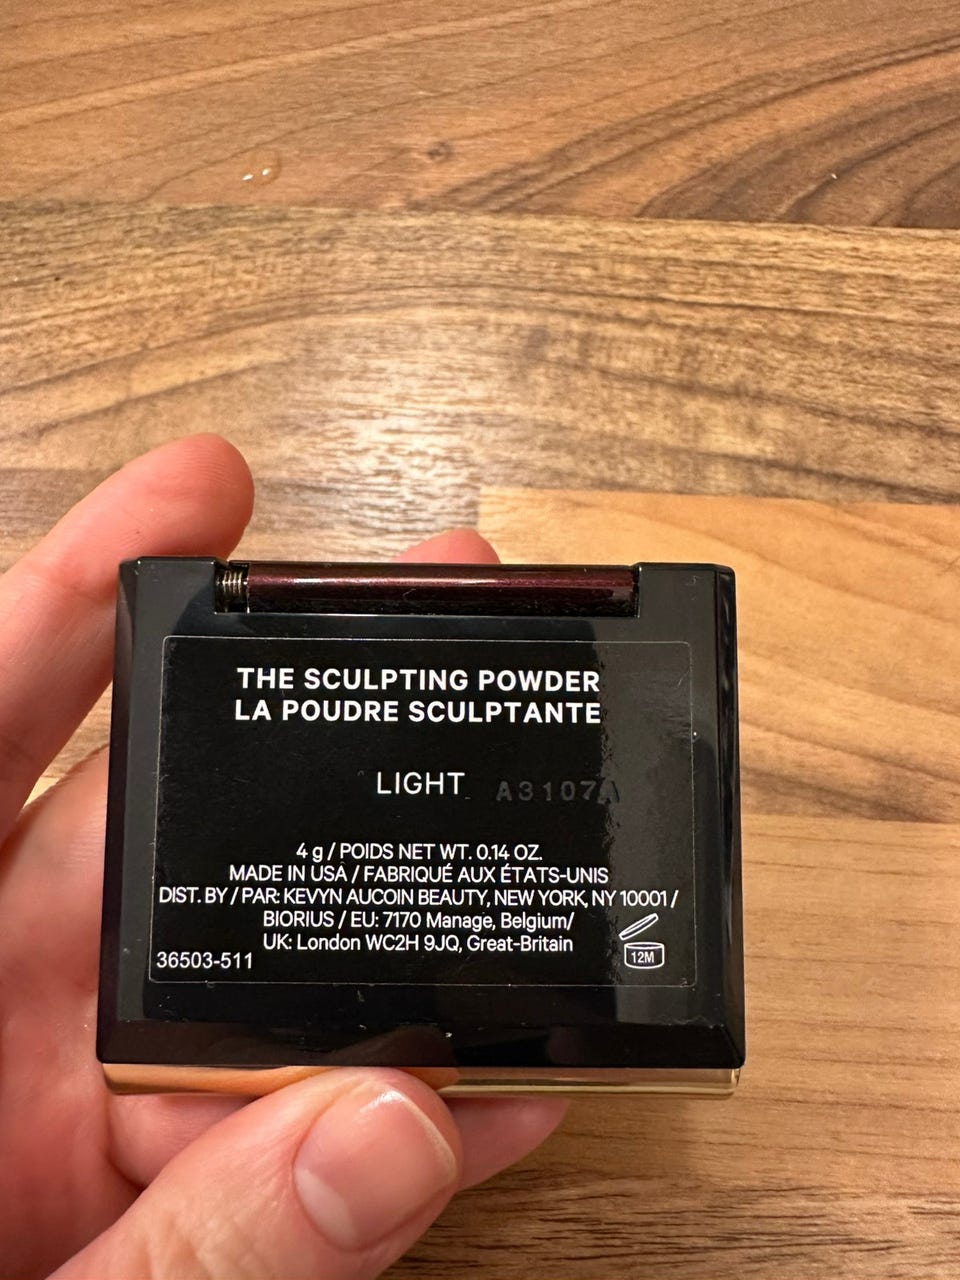 THE SCULPTING POWDER
LA POUDRE SCULPTANTE
LIGHT A3107A
4 g / POIDS NET WT. 0.14 OZ.
MADE IN USA / FABRIQUÉ AUX ÉTATS-UNIS
DIST. BY / PAR: KEVYN AUCOIN BEAUTY, NEW YORK, NY 10001 /
BIORIUS / EU: 7170 Manage, Belgium/
UK: London WC2H 9JQ, Great-Britain
36503-511
12M